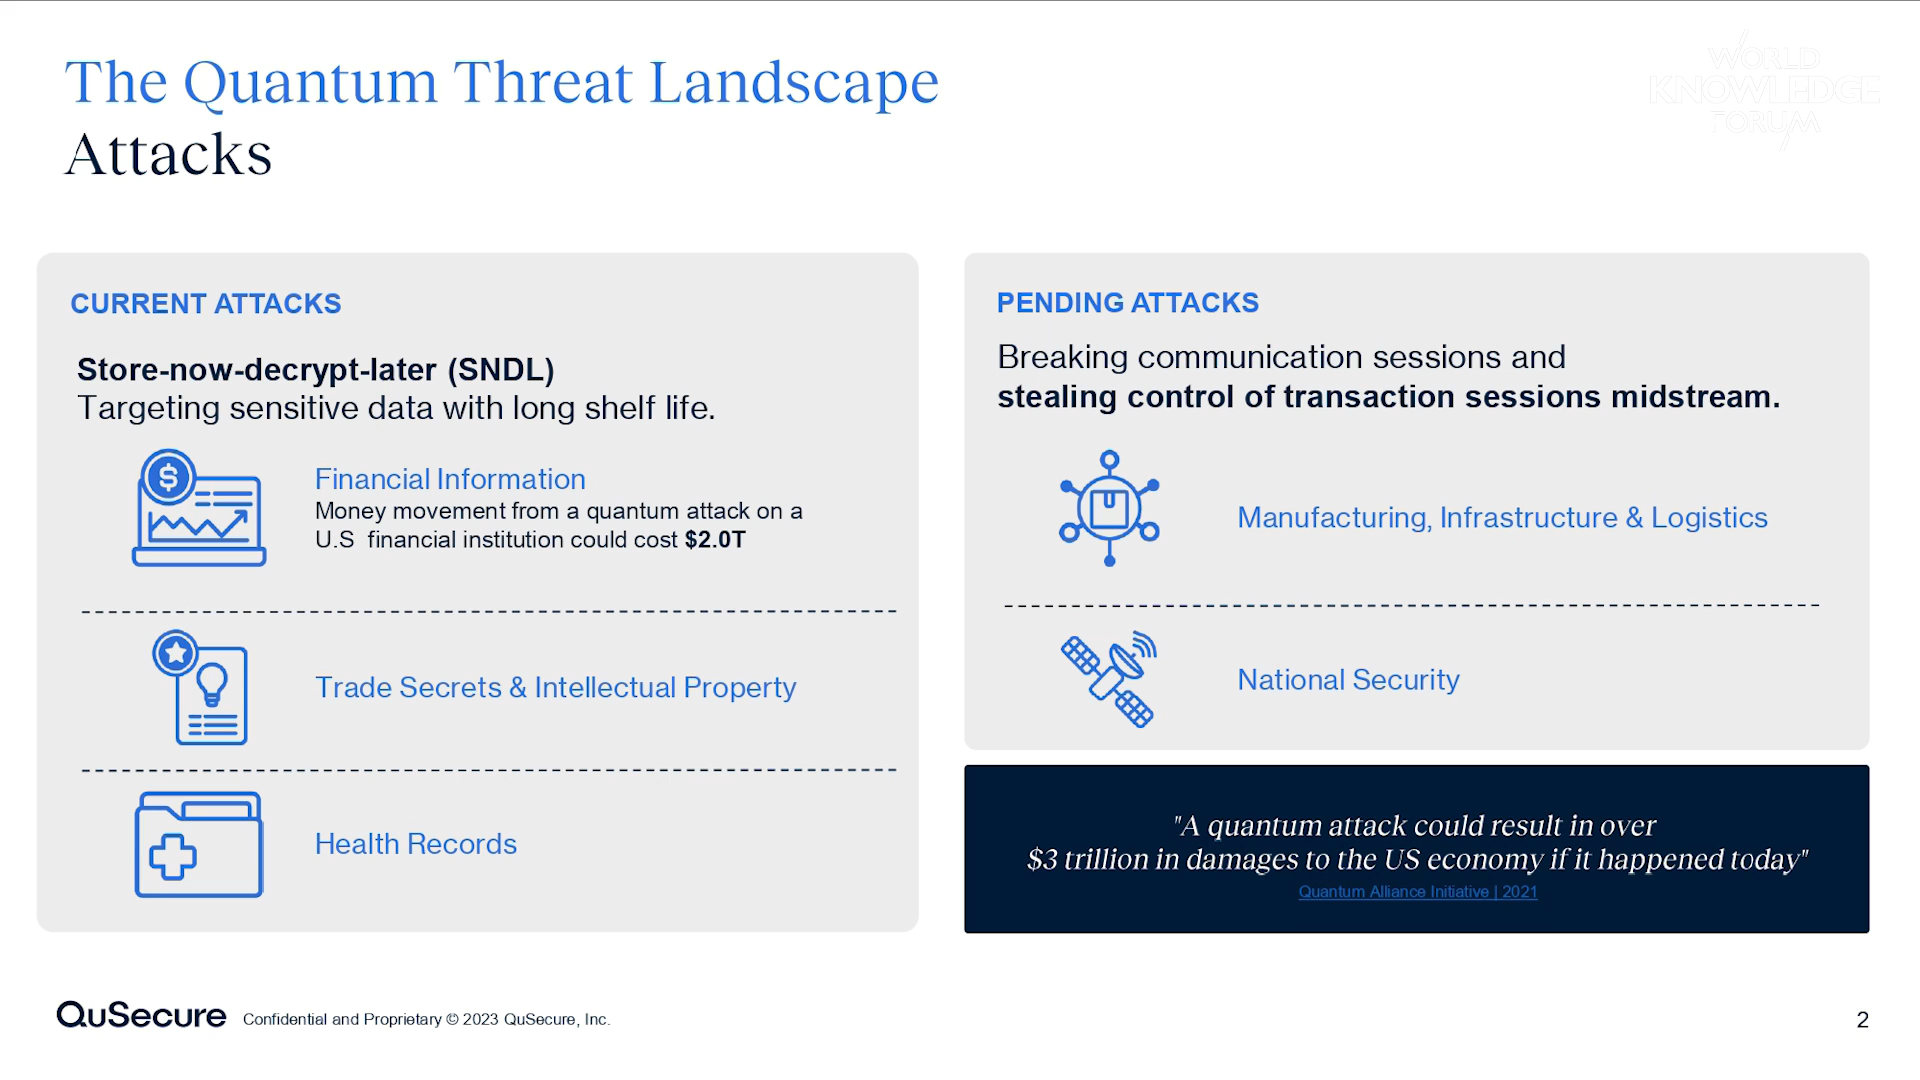 The Quantum Threat Landscape
Attacks
WORLD
KNOWLEDGE
FORUM
CURRENT ATTACKS
Store-now-decrypt-later (SNDL)
Targeting sensitive data with long shelf life.
$
Financial Information
Money movement from a quantum attack on a
U.S financial institution could cost $2.0T
Trade Secrets & Intellectual Property
Health Records
PENDING ATTACKS
Breaking communication sessions and
stealing control of transaction sessions midstream.
Manufacturing, Infrastructure & Logistics
National Security
"A quantum attack could result in over
$3 trillion in damages to the US economy if it happened today"
Quantum Alliance Initiative | 2021
QuSecure Confidential and Proprietary © 2023 QuSecure, Inc.
2